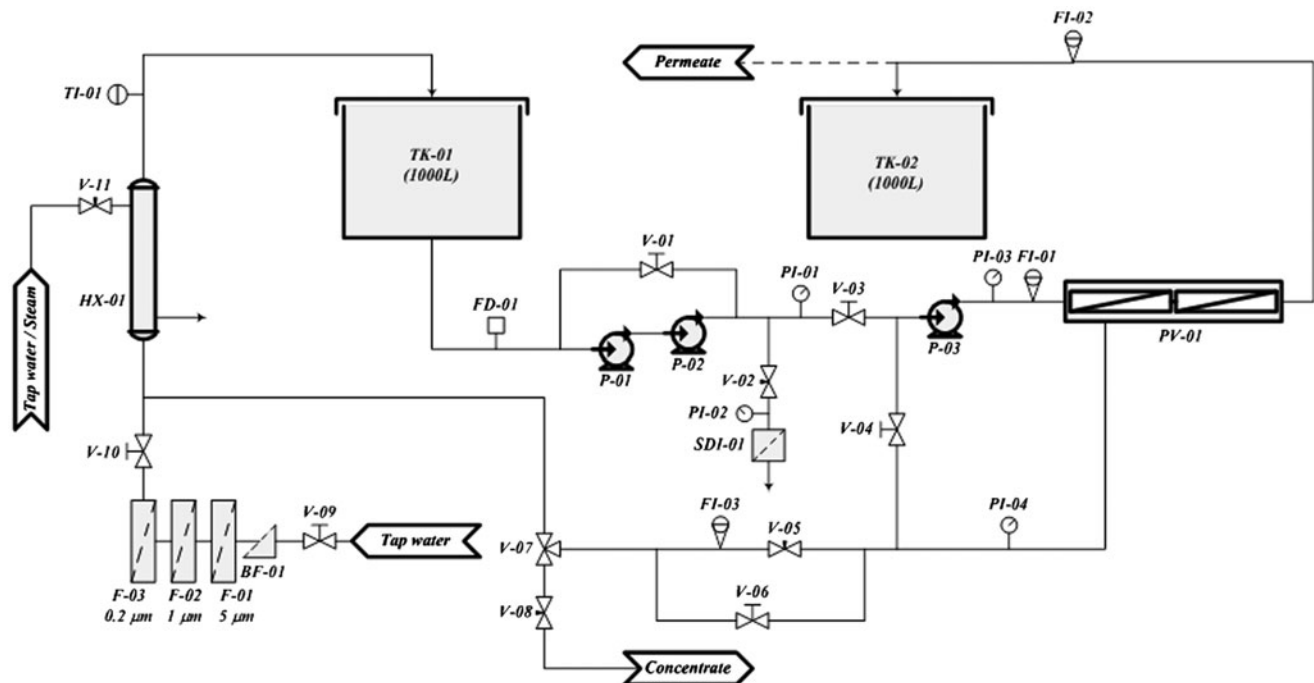 FI-02
Permeate
TI-01
TK-01
(1000L)
TK-02
(1000L)
V-11
V-01
PI-01
V-03
PI-03
FI-01
HX-01
FD-01
Tap water / Steam
P-01
P-02
P-03
PV-01
V-02
PI-02
V-04
SDI-01
V-10
FI-03
V-05
PI-04
V-09
Tap water
V-07
BF-01
F-03
0.2 μm
F-02
1 μm
F-01
5 μm
V-06
V-08
Concentrate